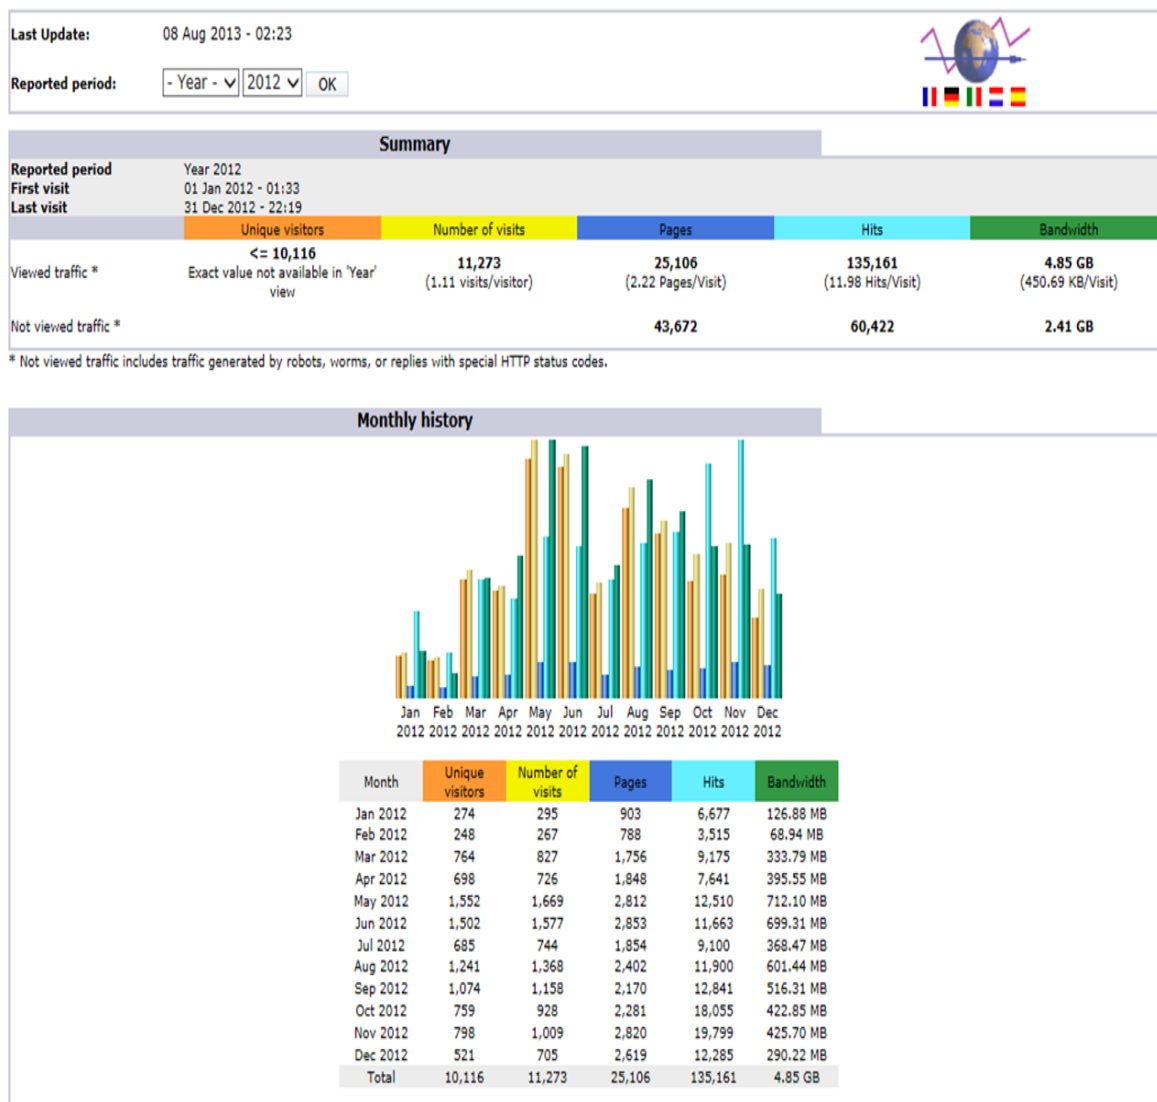 Last Update: 08 Aug 2013 - 02:23
Reported period: - Year - 2012 OK
Summary
Reported period Year 2012
First visit 01 Jan 2012 - 01:33
Last visit 31 Dec 2012 - 22:19
Unique visitors Number of visits Pages Hits Bandwidth
Viewed traffic * <= 10,116 11,273 25,106 135,161 4.85 GB
Exact value not available in 'Year' view (1.11 visits/visitor) (2.22 Pages/Visit) (11.98 Hits/Visit) (450.69 KB/Visit)
Not viewed traffic * 43,672 60,422 2.41 GB
* Not viewed traffic includes traffic generated by robots, worms, or replies with special HTTP status codes.
Monthly history
Jan Feb Mar Apr May Jun Jul Aug Sep Oct Nov Dec
2012 2012 2012 2012 2012 2012 2012 2012 2012 2012 2012 2012
Month Unique visitors Number of visits Pages Hits Bandwidth
Jan 2012 274 295 903 6,677 126.88 MB
Feb 2012 248 267 788 3,515 68.94 MB
Mar 2012 764 827 1,756 9,175 333.79 MB
Apr 2012 698 726 1,848 7,641 395.55 MB
May 2012 1,552 1,669 2,812 12,510 712.10 MB
Jun 2012 1,502 1,577 2,853 11,663 699.31 MB
Jul 2012 685 744 1,854 9,100 368.47 MB
Aug 2012 1,241 1,368 2,402 11,900 601.44 MB
Sep 2012 1,074 1,158 2,170 12,841 516.31 MB
Oct 2012 759 928 2,281 18,055 422.85 MB
Nov 2012 798 1,009 2,820 19,799 425.70 MB
Dec 2012 521 705 2,619 12,285 290.22 MB
Total 10,116 11,273 25,106 135,161 4.85 GB